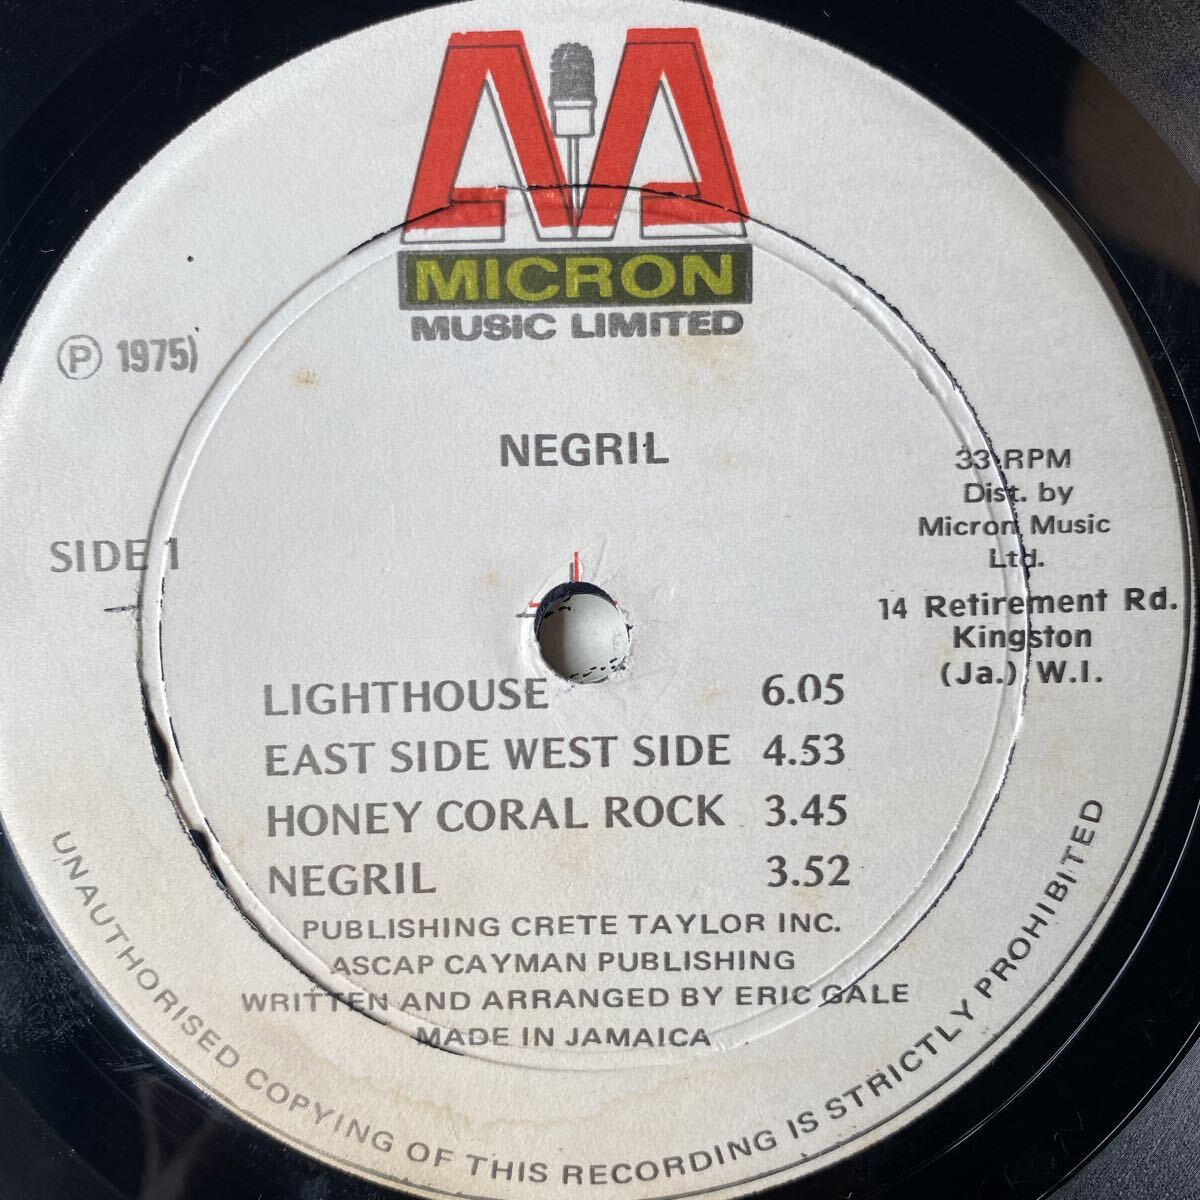 MICRON
MUSIC LIMITED
Ⓟ 1975)
NEGRIL
33 RPM
Dist. by
Micron Music
Ltd.
14 Retirement Rd.
Kingston
(Ja.) W.I.
SIDE 1
LIGHTHOUSE 6.05
EAST SIDE WEST SIDE 4.53
HONEY CORAL ROCK 3.45
NEGRIL 3.52
PUBLISHING CRETE TAYLOR INC.
ASCAP CAYMAN PUBLISHING
WRITTEN AND ARRANGED BY ERIC GALE
MADE IN JAMAICA
UNAUTHORISED COPYING OF THIS RECORDING IS STRICTLY PROHIBITED